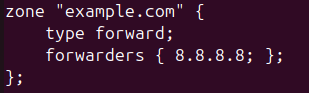 zone "example.com" {
    type forward;
    forwarders { 8.8.8.8; };
};